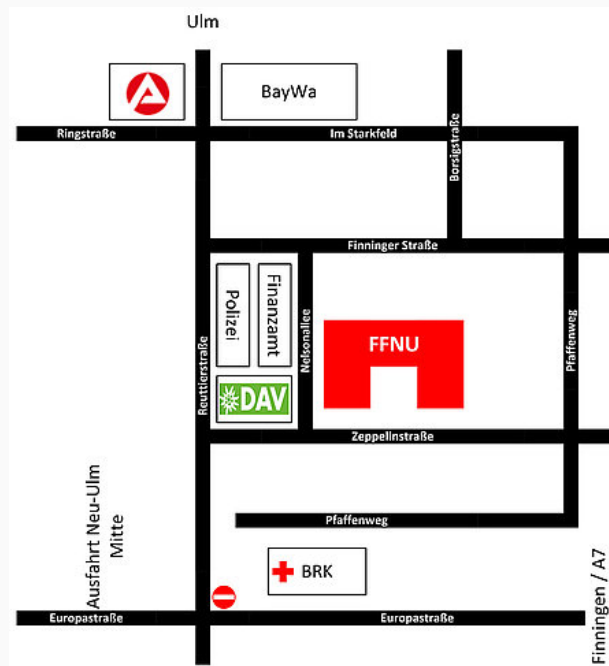 Ulm
BayWa
Ringstraße
Im Starkfeld
Borsigstraße
Finninger Straße
Polizei
Finanzamt
Nelsonallee
FFNU
Pfaffenweg
Reuttierstraße
DAV
Zeppelinstraße
Ausfahrt Neu-Ulm
Mitte
Pfaffenweg
BRK
Finningen / A7
Europastraße
Europastraße